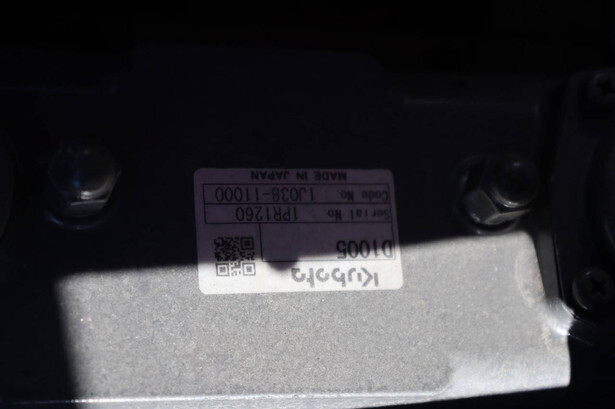 Kubota
D1005
Serial No. 1PR1260
Code No. 1J038-11000
MADE IN JAPAN